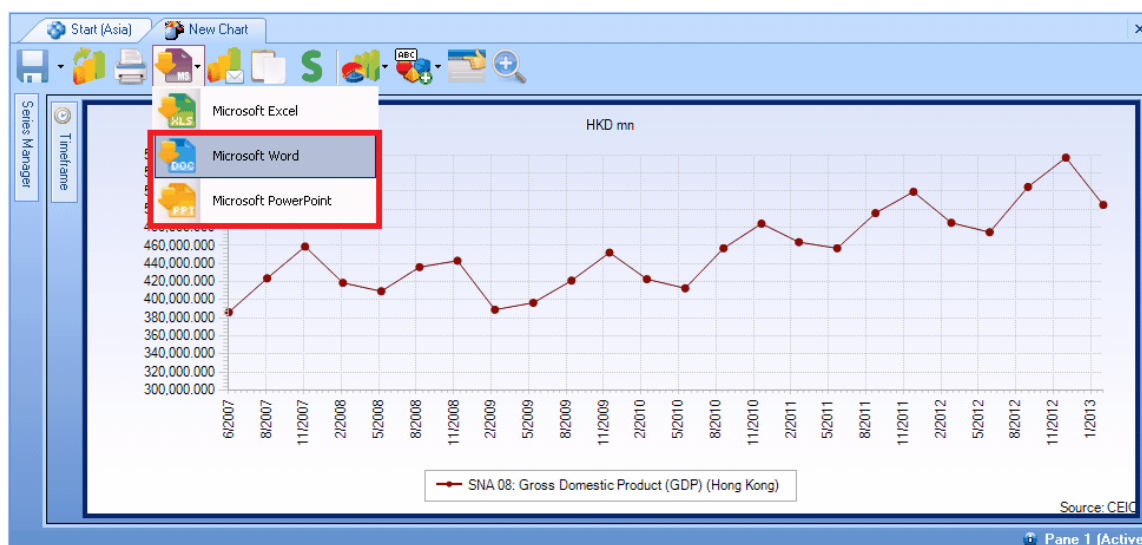 Start (Asia)
New Chart
MS
ABC
S
Series Manager
Timeframe
XLS
Microsoft Excel
DOC
Microsoft Word
PPT
Microsoft PowerPoint
HKD mn
460,000.000
440,000.000
420,000.000
400,000.000
380,000.000
360,000.000
340,000.000
320,000.000
300,000.000
6/2007
8/2007
11/2007
2/2008
5/2008
8/2008
11/2008
2/2009
5/2009
8/2009
11/2009
2/2010
5/2010
8/2010
11/2010
2/2011
5/2011
8/2011
11/2011
2/2012
5/2012
8/2012
11/2012
1/2013
SNA 08: Gross Domestic Product (GDP) (Hong Kong)
Source: CEIC
Pane 1 (Active